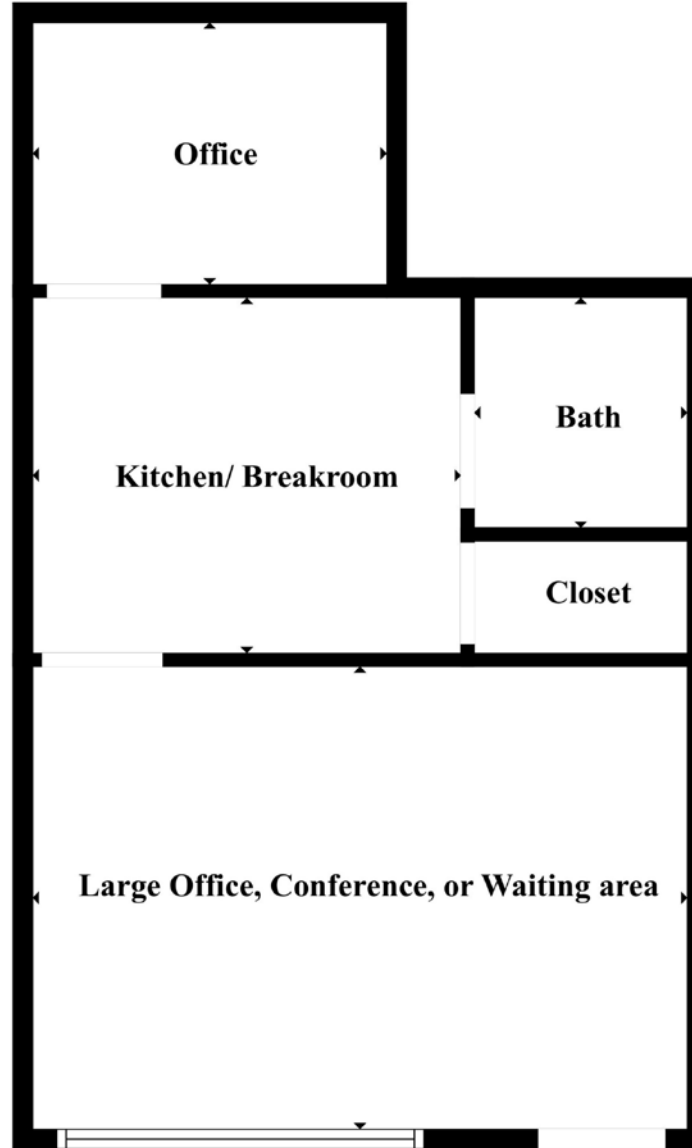 Office
Bath
Kitchen/ Breakroom
Closet
Large Office, Conference, or Waiting area